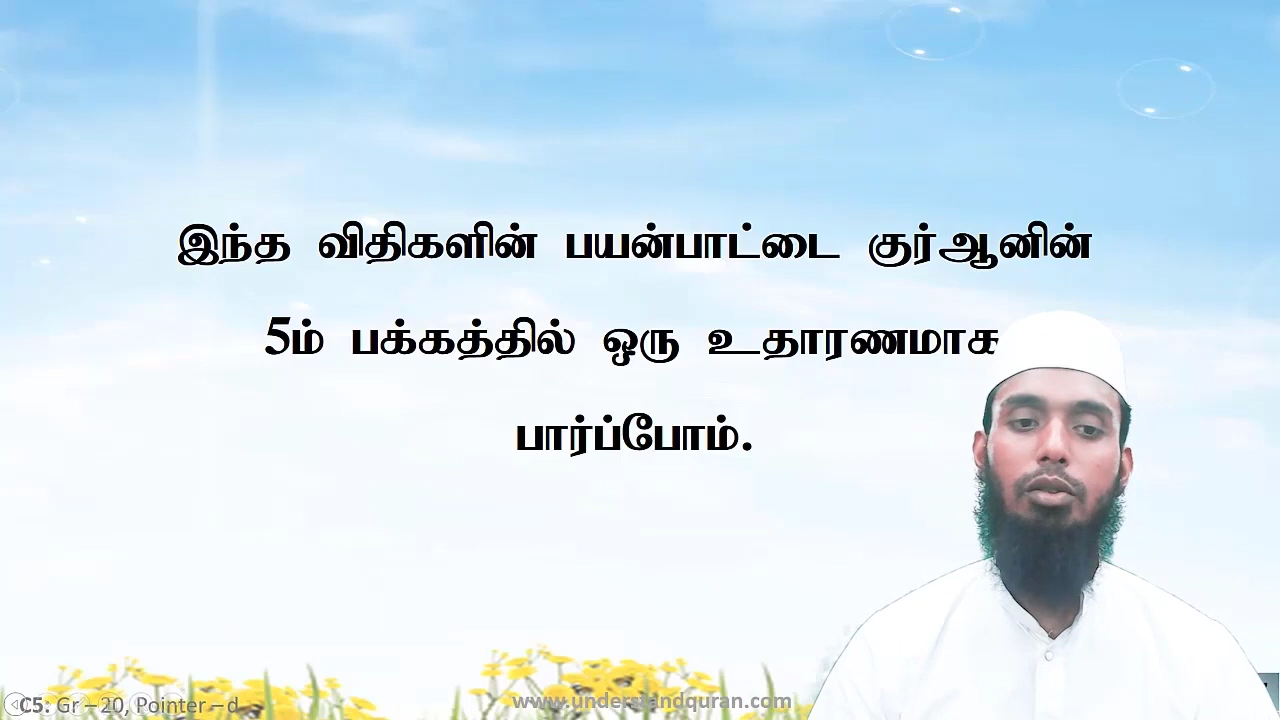 இந்த விதிகளின் பயன்பாட்டை குர்ஆனின்
5ம் பக்கத்தில் ஒரு உதாரணமாக
பார்ப்போம்.
C5: Gr – 20, Pointer – d
www.understandquran.com